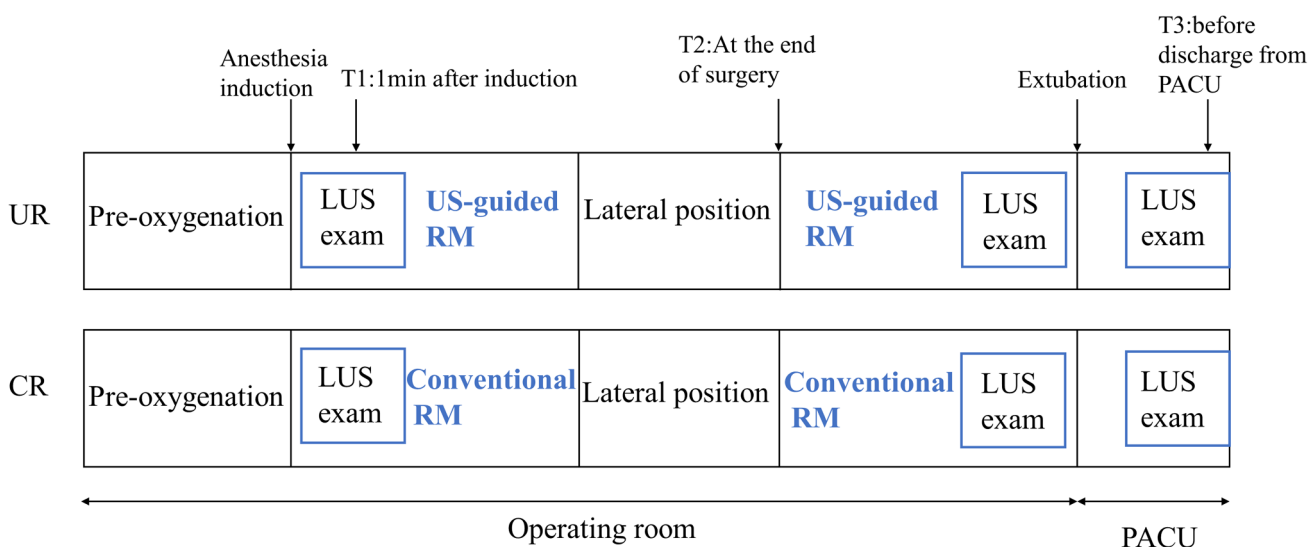 Anesthesia
induction
T1:1min after induction
T2:At the end
of surgery
Extubation
T3:before
discharge from
PACU
UR
Pre-oxygenation
LUS
exam
US-guided
RM
Lateral position
US-guided
RM
LUS
exam
LUS
exam
CR
Pre-oxygenation
LUS
exam
Conventional
RM
Lateral position
Conventional
RM
LUS
exam
LUS
exam
Operating room
PACU